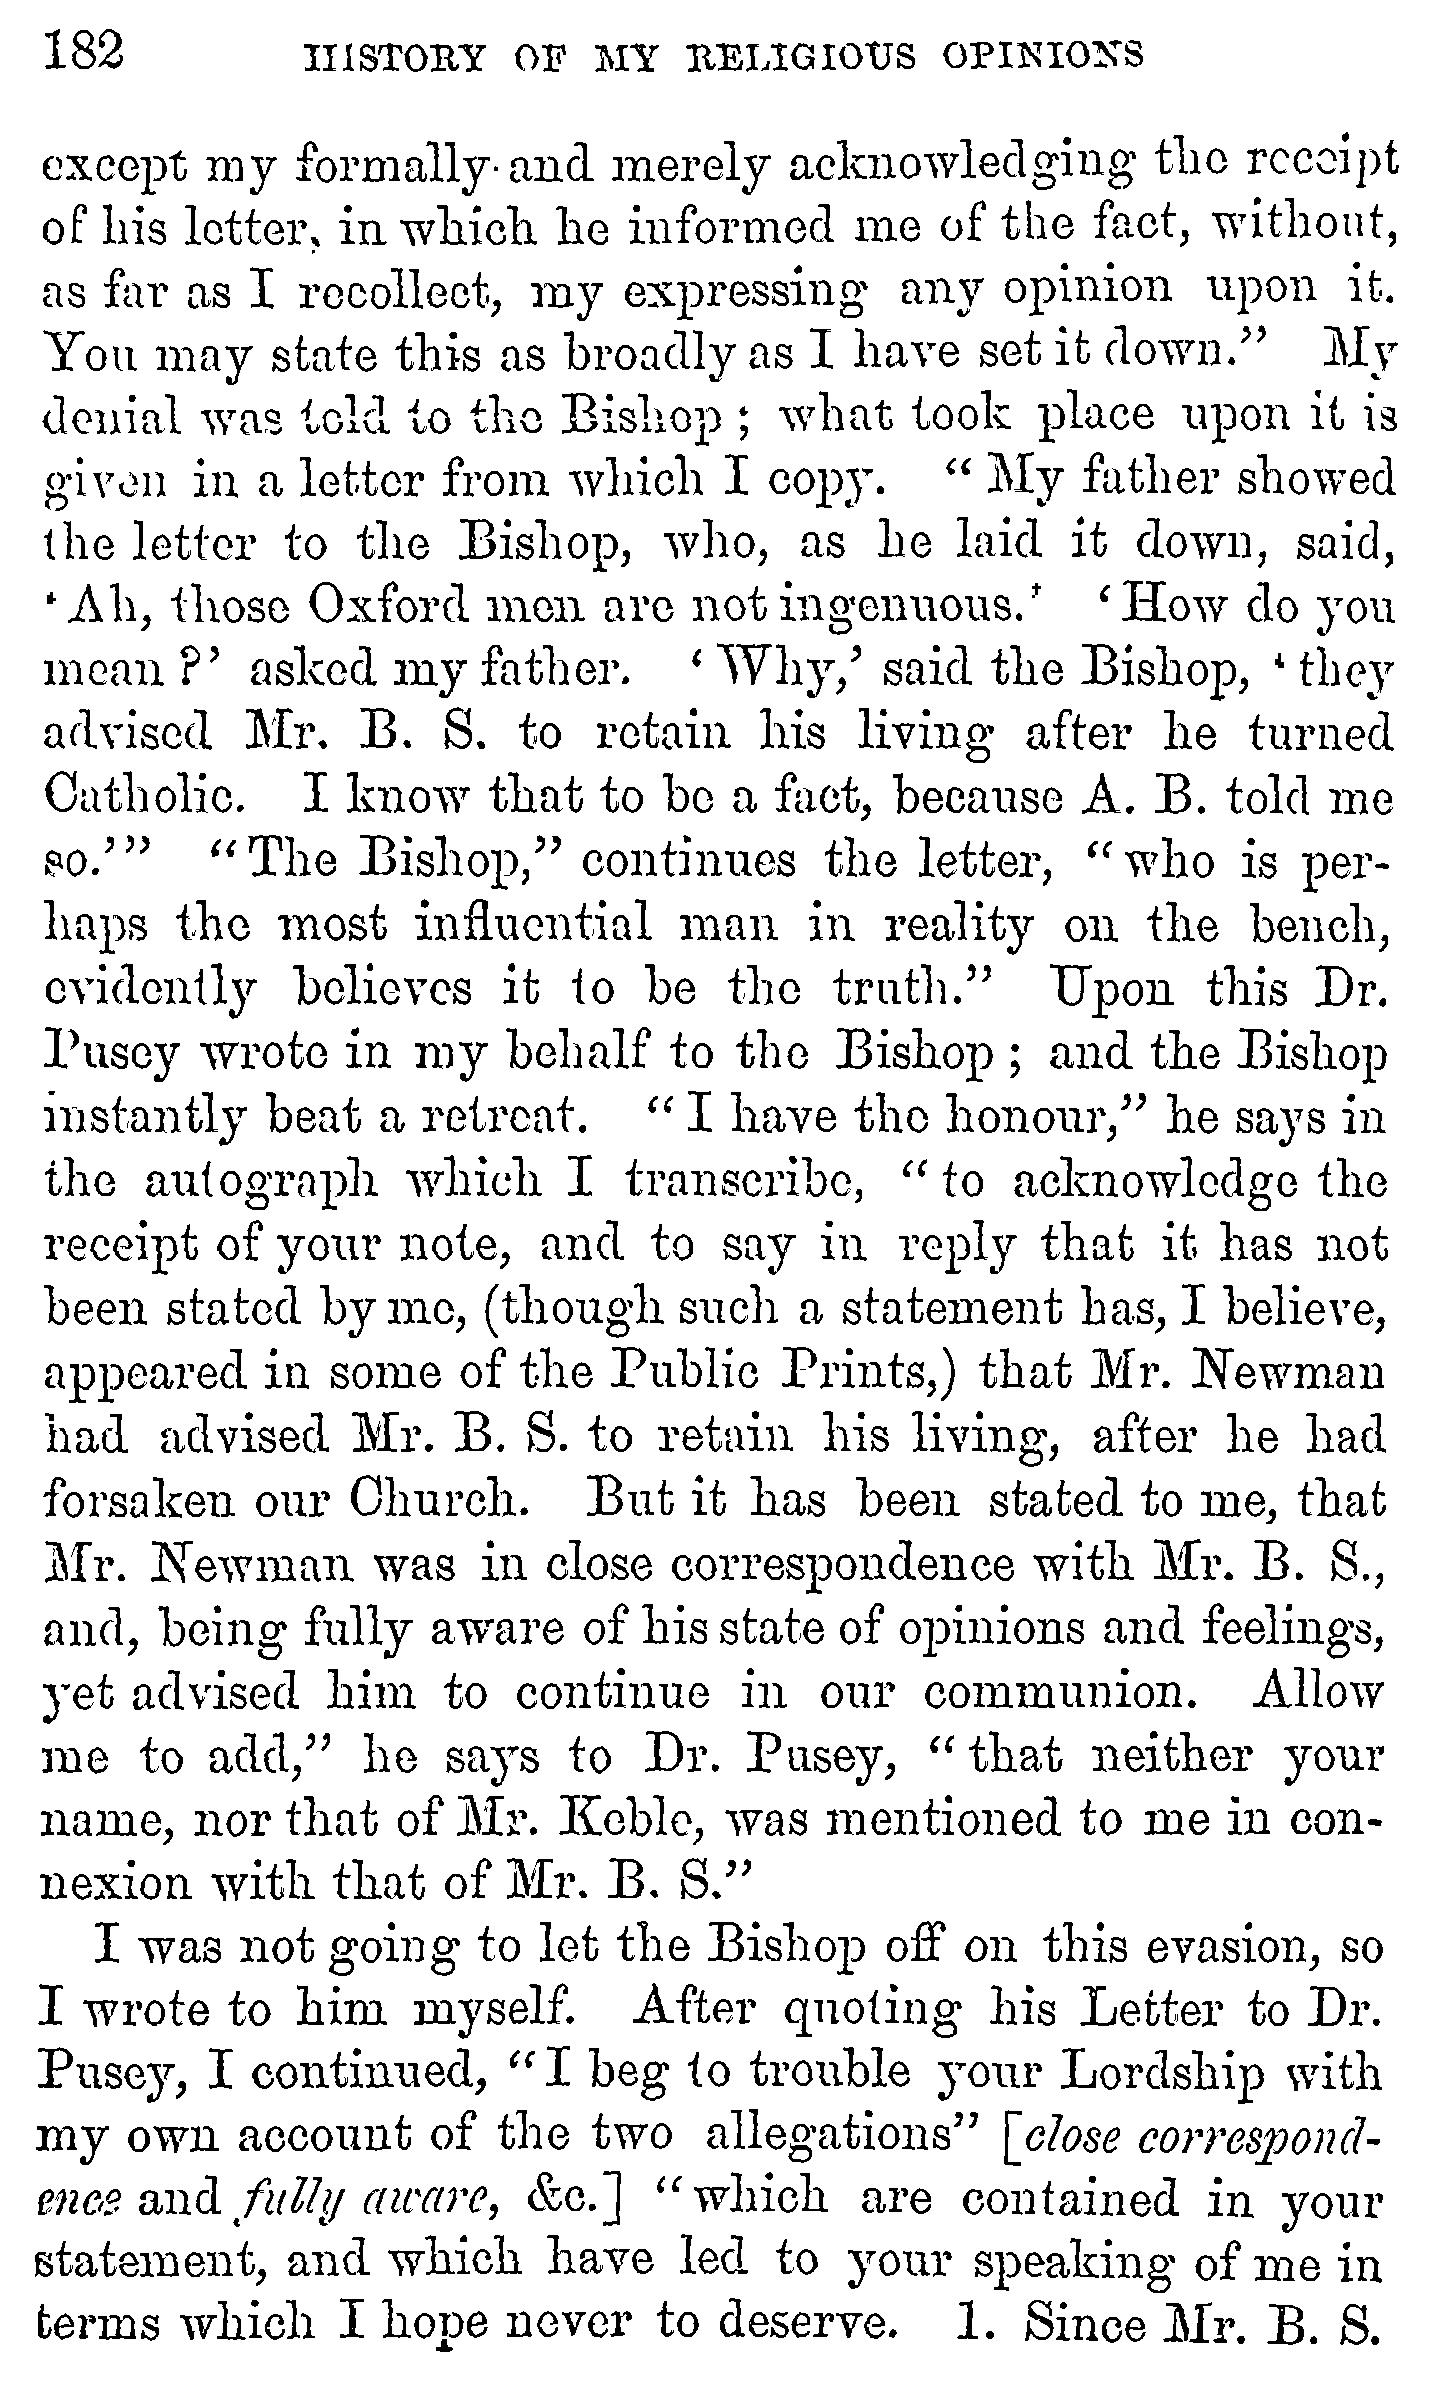 182 HISTORY OF MY RELIGIOUS OPINIONS
except my formally and merely acknowledging the receipt
of his letter, in which he informed me of the fact, without,
as far as I recollect, my expressing any opinion upon it.
You may state this as broadly as I have set it down.” My
denial was told to the Bishop ; what took place upon it is
given in a letter from which I copy. “ My father showed
the letter to the Bishop, who, as he laid it down, said,
‘ Ah, those Oxford men are not ingenuous.’ ‘ How do you
mean ?’ asked my father. ‘ Why,’ said the Bishop, ‘ they
advised Mr. B. S. to retain his living after he turned
Catholic. I know that to be a fact, because A. B. told me
so.’” “The Bishop,” continues the letter, “who is per-
haps the most influential man in reality on the bench,
evidently believes it to be the truth.” Upon this Dr.
Pusey wrote in my behalf to the Bishop ; and the Bishop
instantly beat a retreat. “ I have the honour,” he says in
the autograph which I transcribe, “ to acknowledge the
receipt of your note, and to say in reply that it has not
been stated by me, (though such a statement has, I believe,
appeared in some of the Public Prints,) that Mr. Newman
had advised Mr. B. S. to retain his living, after he had
forsaken our Church. But it has been stated to me, that
Mr. Newman was in close correspondence with Mr. B. S.,
and, being fully aware of his state of opinions and feelings,
yet advised him to continue in our communion. Allow
me to add,” he says to Dr. Pusey, “ that neither your
name, nor that of Mr. Keble, was mentioned to me in con-
nexion with that of Mr. B. S.”
I was not going to let the Bishop off on this evasion, so
I wrote to him myself. After quoting his Letter to Dr.
Pusey, I continued, “I beg to trouble your Lordship with
my own account of the two allegations” [close correspond-
ence and fully aware, &c.] “which are contained in your
statement, and which have led to your speaking of me in
terms which I hope never to deserve. 1. Since Mr. B. S.